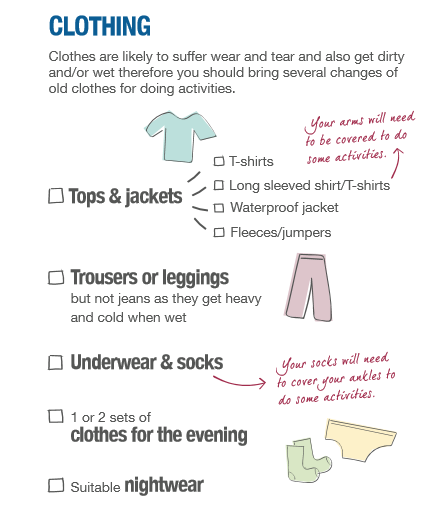 CLOTHING
Clothes are likely to suffer wear and tear and also get dirty
and/or wet therefore you should bring several changes of
old clothes for doing activities.
Your arms will need
to be covered to do
some activities.
T-shirts
Long sleeved shirt/T-shirts
Tops & jackets
Waterproof jacket
Fleeces/jumpers
Trousers or leggings
but not jeans as they get heavy
and cold when wet
Underwear & socks
Your socks will need
to cover your ankles to
do some activities.
1 or 2 sets of
clothes for the evening
Suitable nightwear